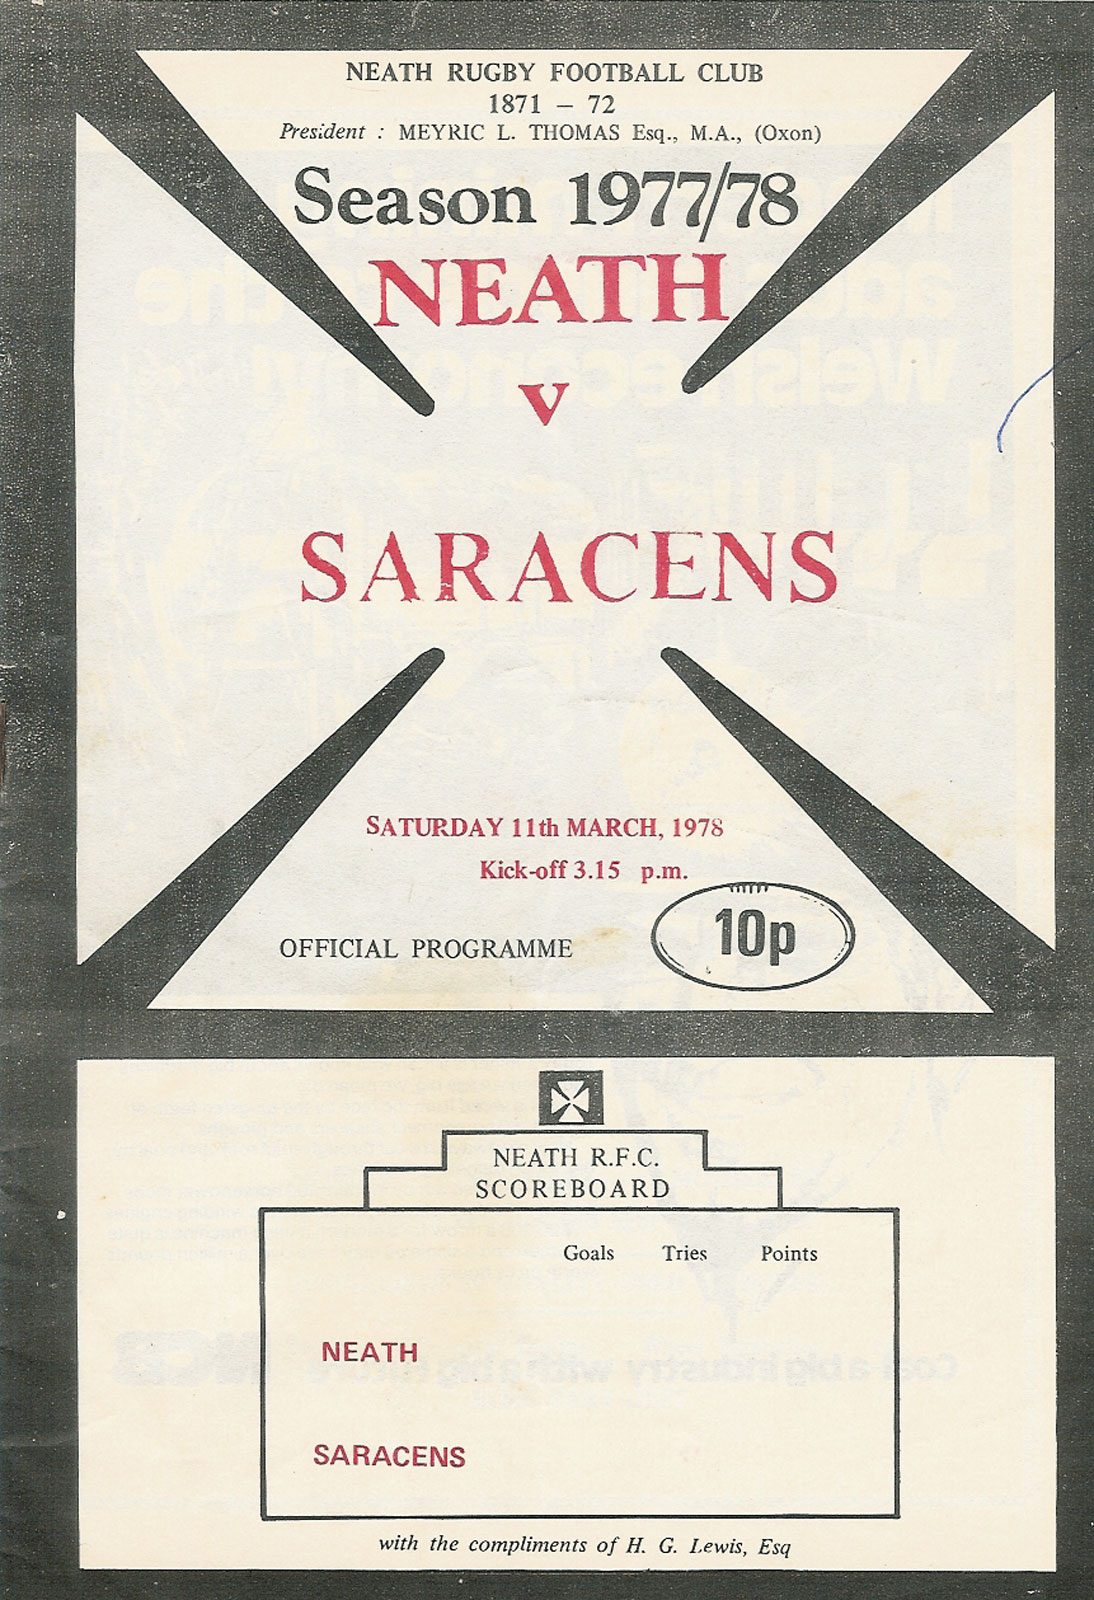 NEATH RUGBY FOOTBALL CLUB
1871 – 72
President : MEYRIC L. THOMAS Esq., M.A., (Oxon)
Season 1977/78
NEATH
v
SARACENS
SATURDAY 11th MARCH, 1978
Kick-off 3.15 p.m.
OFFICIAL PROGRAMME
10p
NEATH R.F.C.
SCOREBOARD
Goals Tries Points
NEATH
SARACENS
with the compliments of H. G. Lewis, Esq